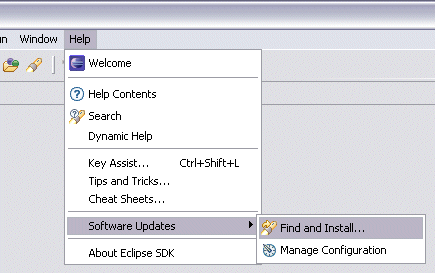 un Window Help
Welcome
Help Contents
Search
Dynamic Help
Key Assist... Ctrl+Shift+L
Tips and Tricks...
Cheat Sheets...
Software Updates
Find and Install...
Manage Configuration
About Eclipse SDK